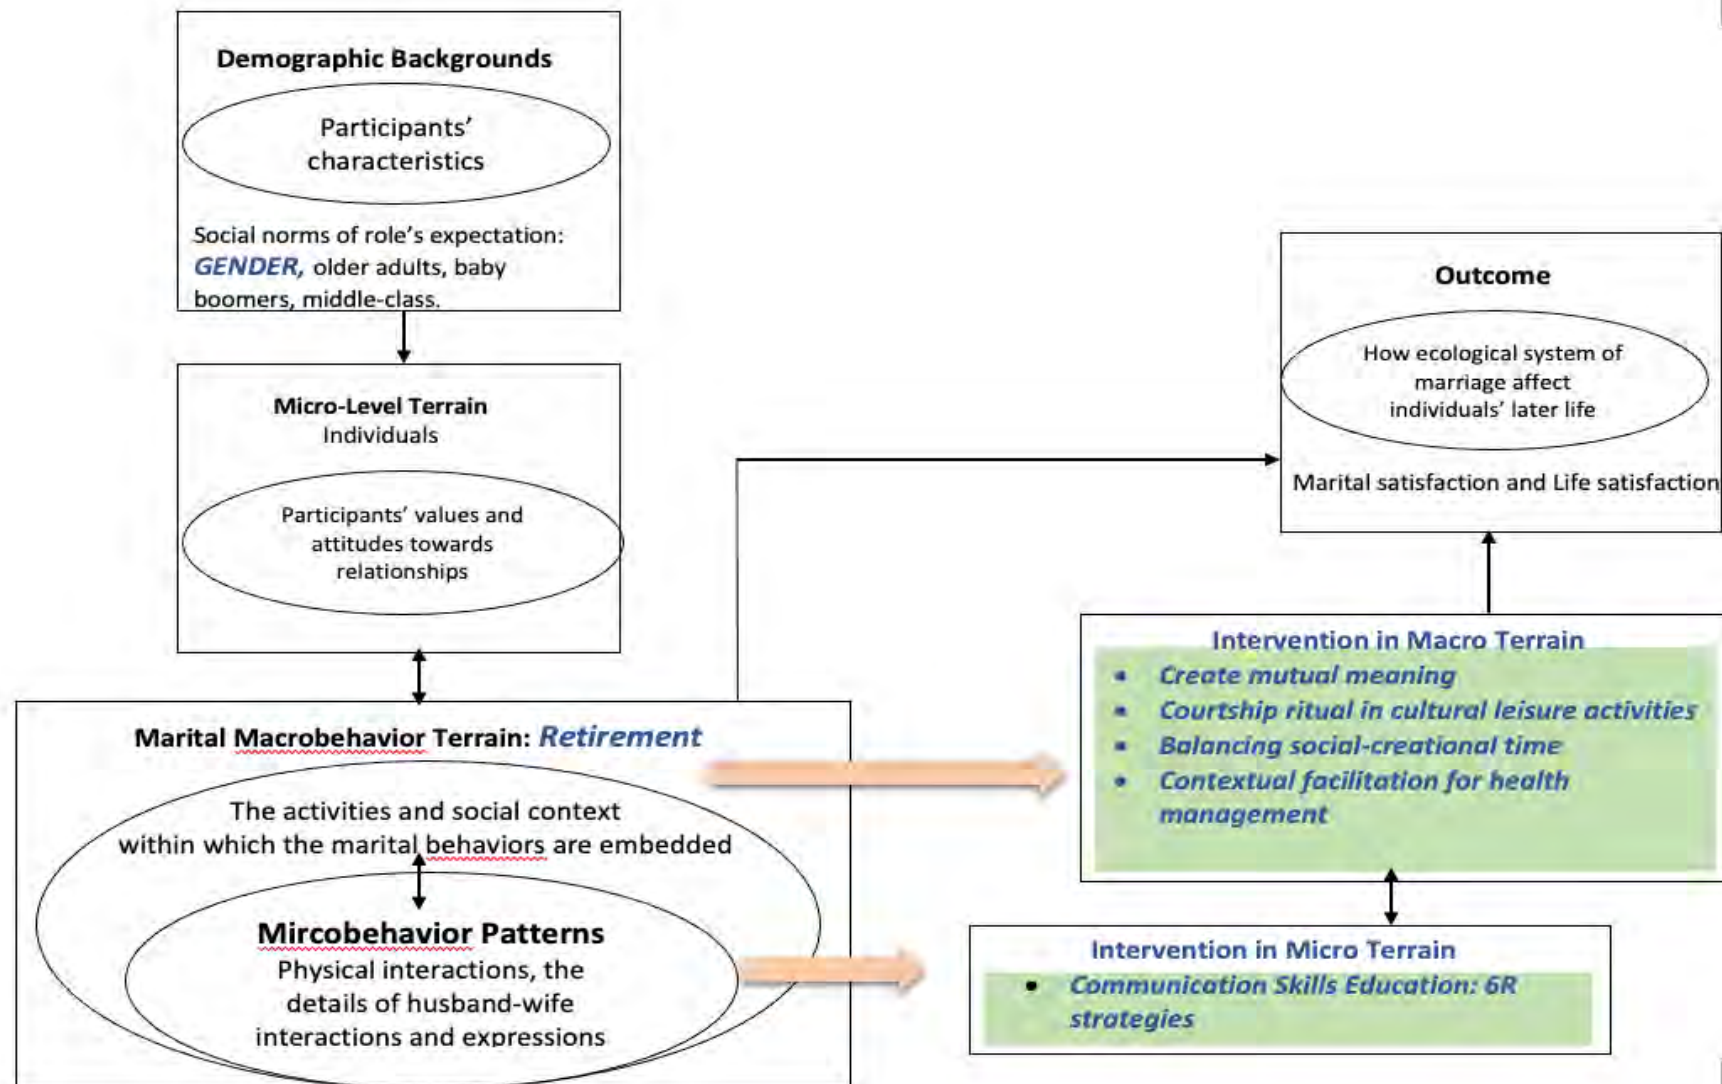 Demographic Backgrounds
Participants’
characteristics
Social norms of role’s expectation:
GENDER, older adults, baby
boomers, middle-class.
Micro-Level Terrain
Individuals
Participants’ values and
attitudes towards
relationships
Marital Macrobehavior Terrain: Retirement
The activities and social context
within which the marital behaviors are embedded
Mircobehavior Patterns
Physical interactions, the
details of husband-wife
interactions and expressions
Outcome
How ecological system of
marriage affect
individuals’ later life
Marital satisfaction and Life satisfaction
Intervention in Macro Terrain
• Create mutual meaning
• Courtship ritual in cultural leisure activities
• Balancing social-creational time
• Contextual facilitation for health
management
Intervention in Micro Terrain
• Communication Skills Education: 6R
strategies